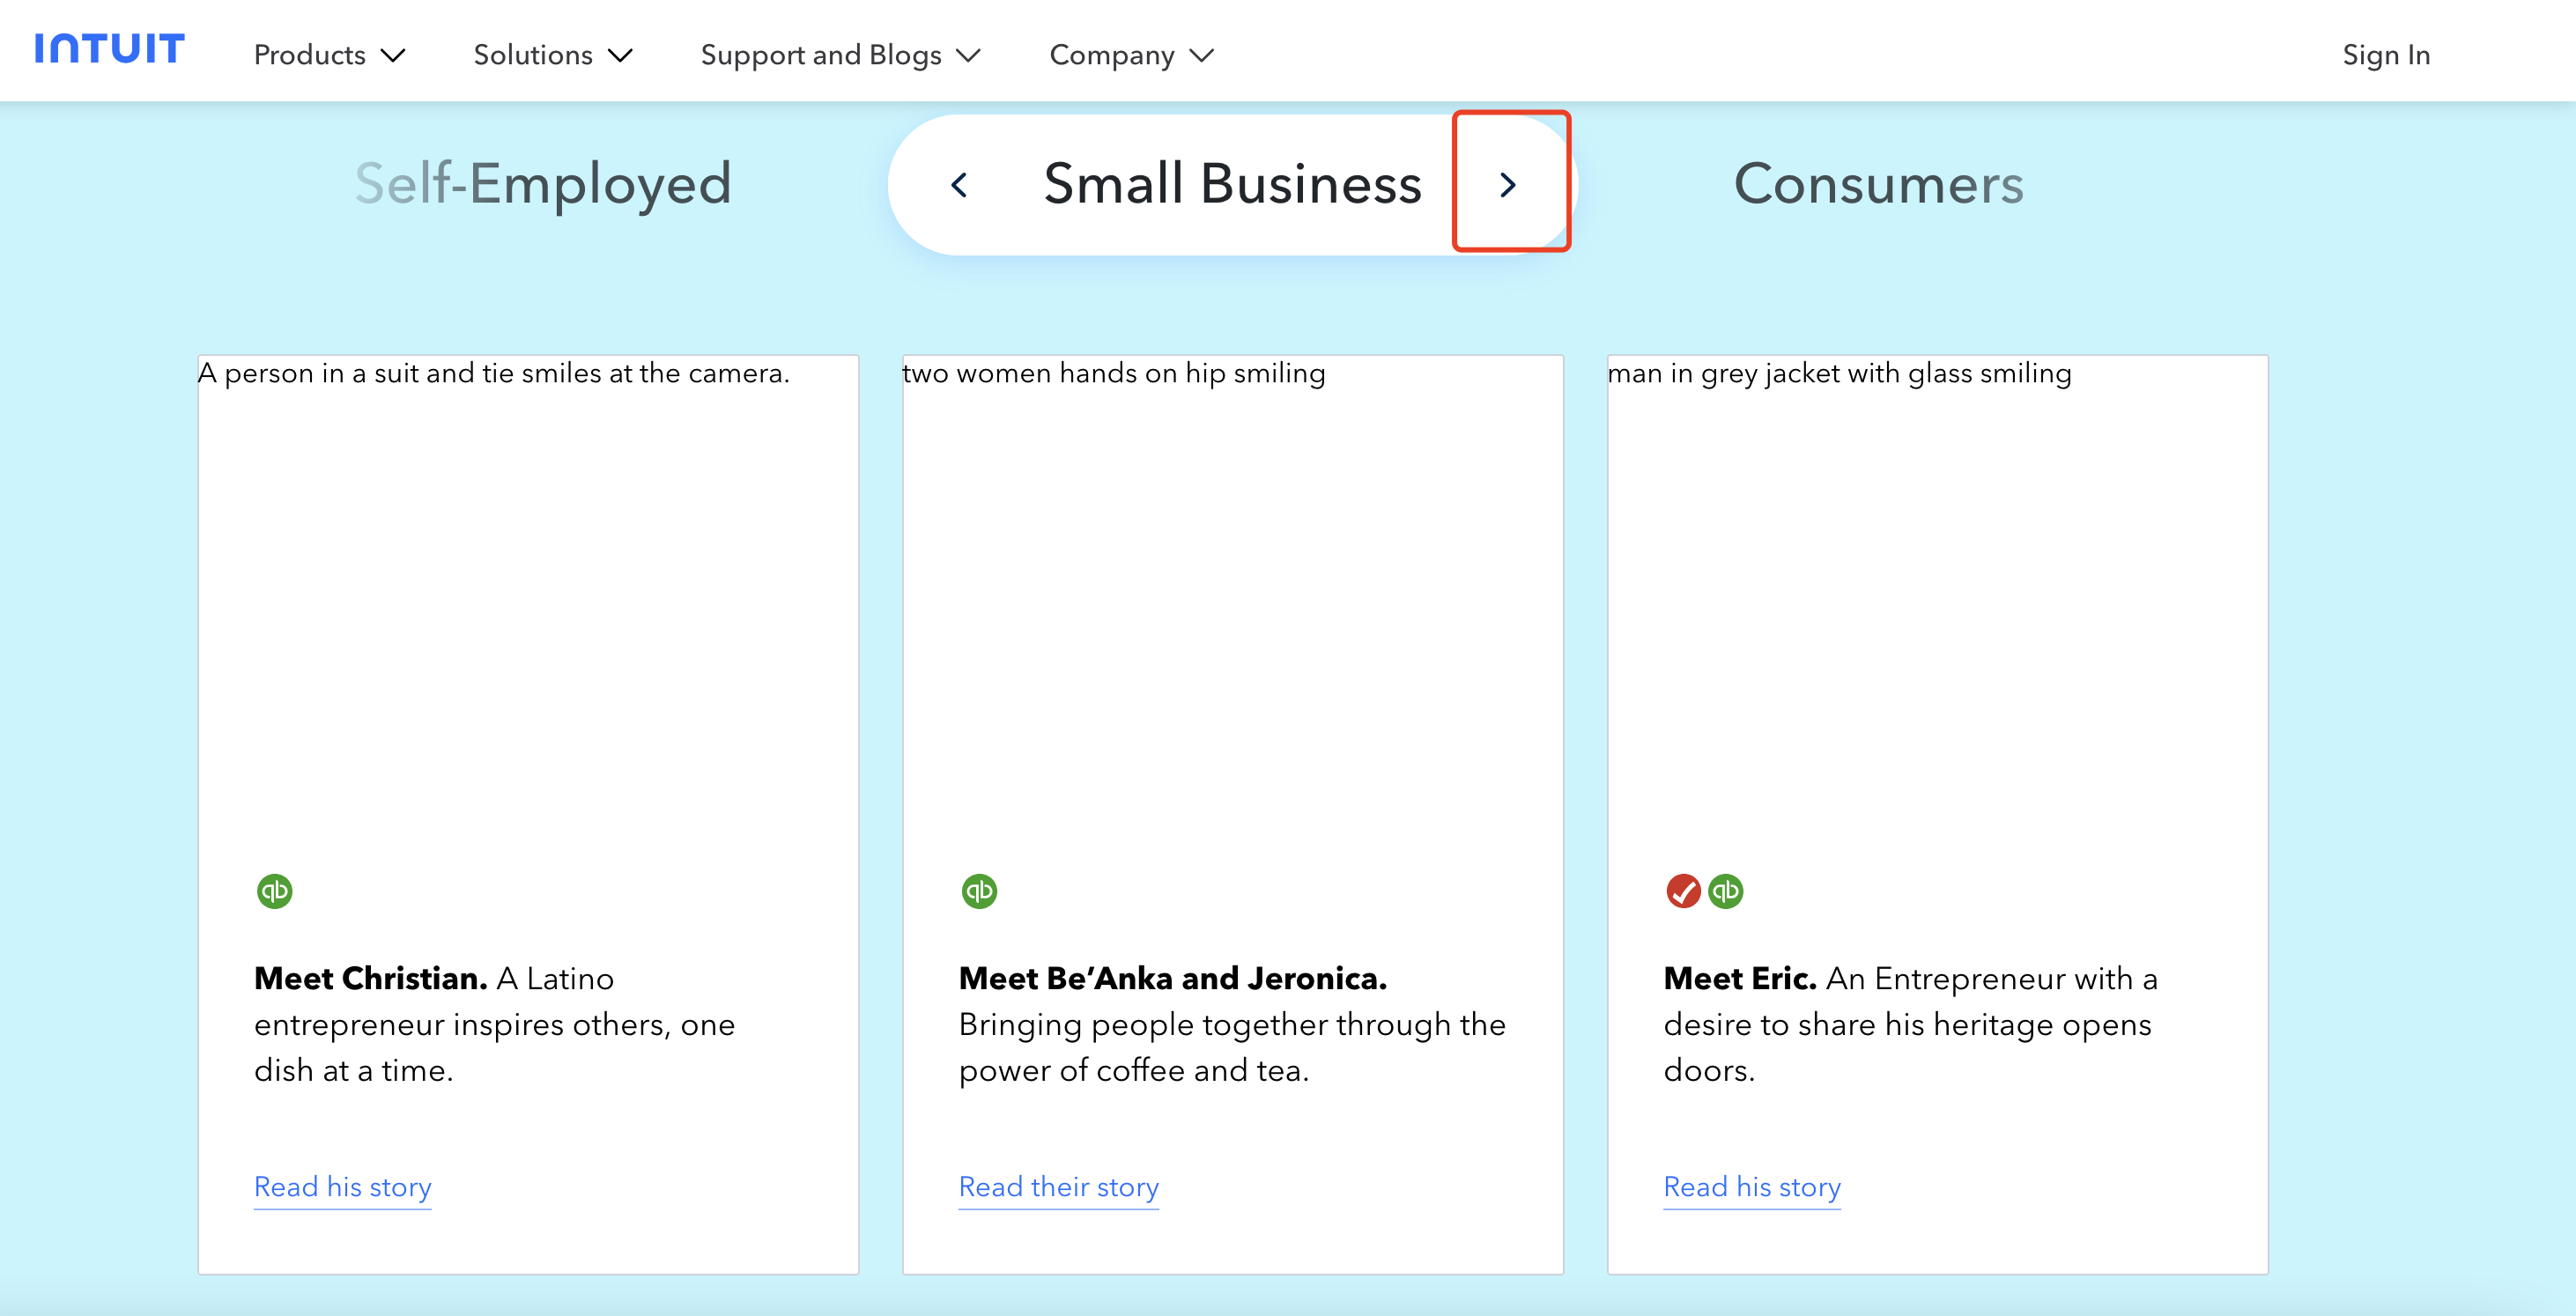 INTUIT
Products
Solutions
Support and Blogs
Company
Sign In
Self-Employed
Small Business
Consumers
A person in a suit and tie smiles at the camera.
qb
Meet Christian. A Latino
entrepreneur inspires others, one
dish at a time.
Read his story
two women hands on hip smiling
qb
Meet Be’Anka and Jeronica.
Bringing people together through the
power of coffee and tea.
Read their story
man in grey jacket with glass smiling
qb
Meet Eric. An Entrepreneur with a
desire to share his heritage opens
doors.
Read his story